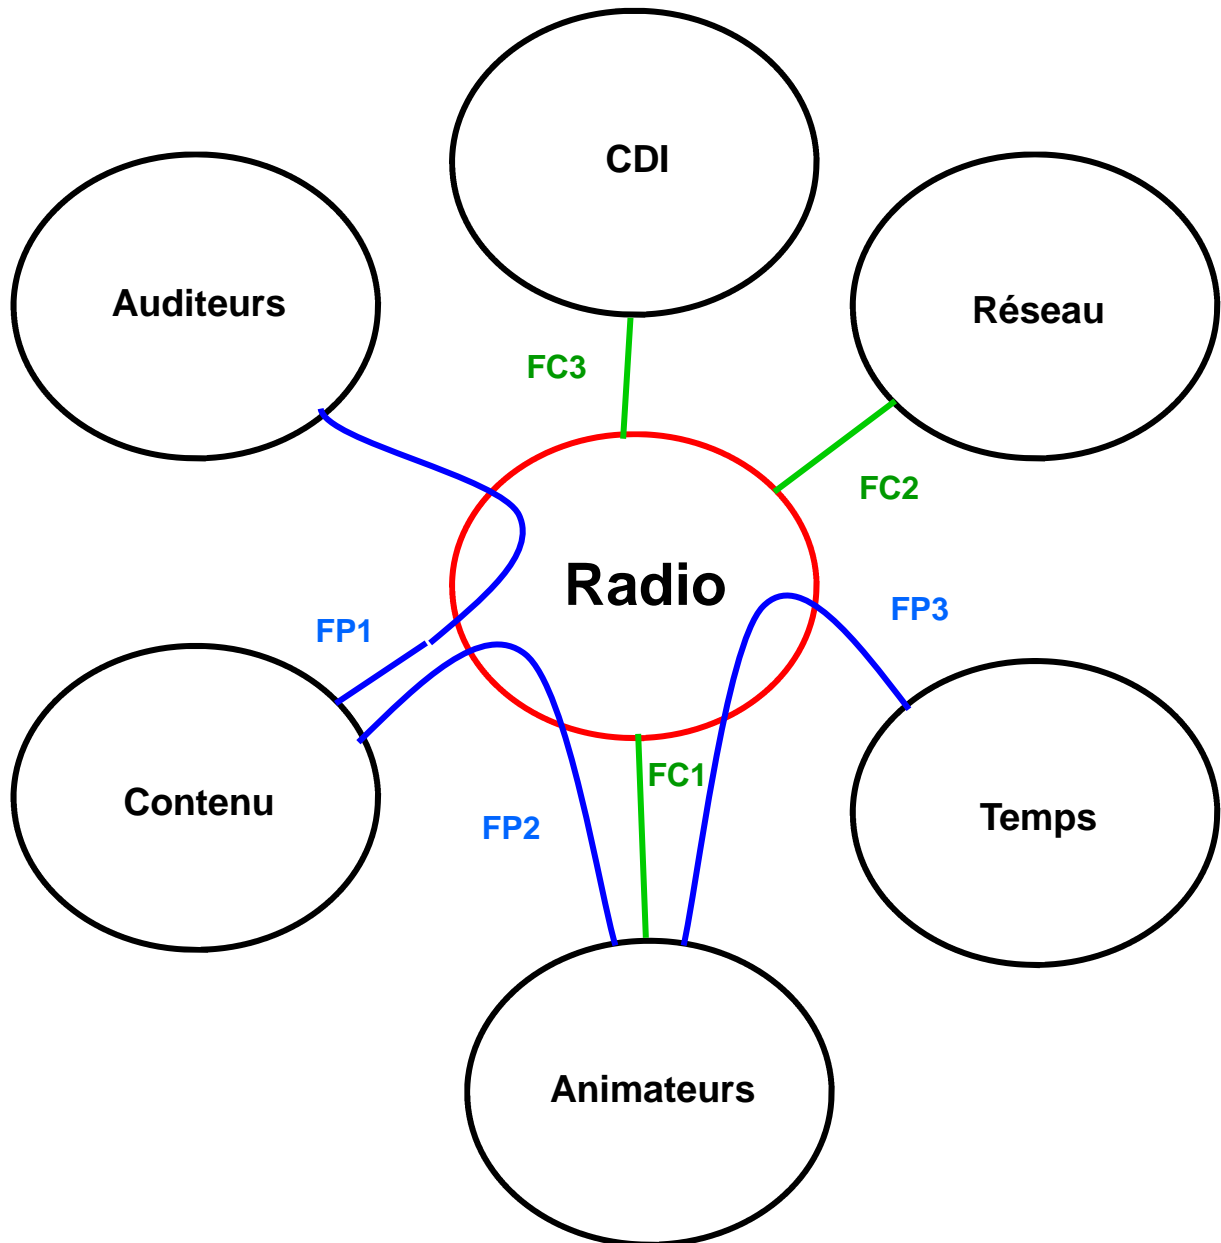 CDI
Auditeurs
Réseau
FC3
FC2
Radio
FP3
FP1
FC1
Contenu
FP2
Temps
Animateurs